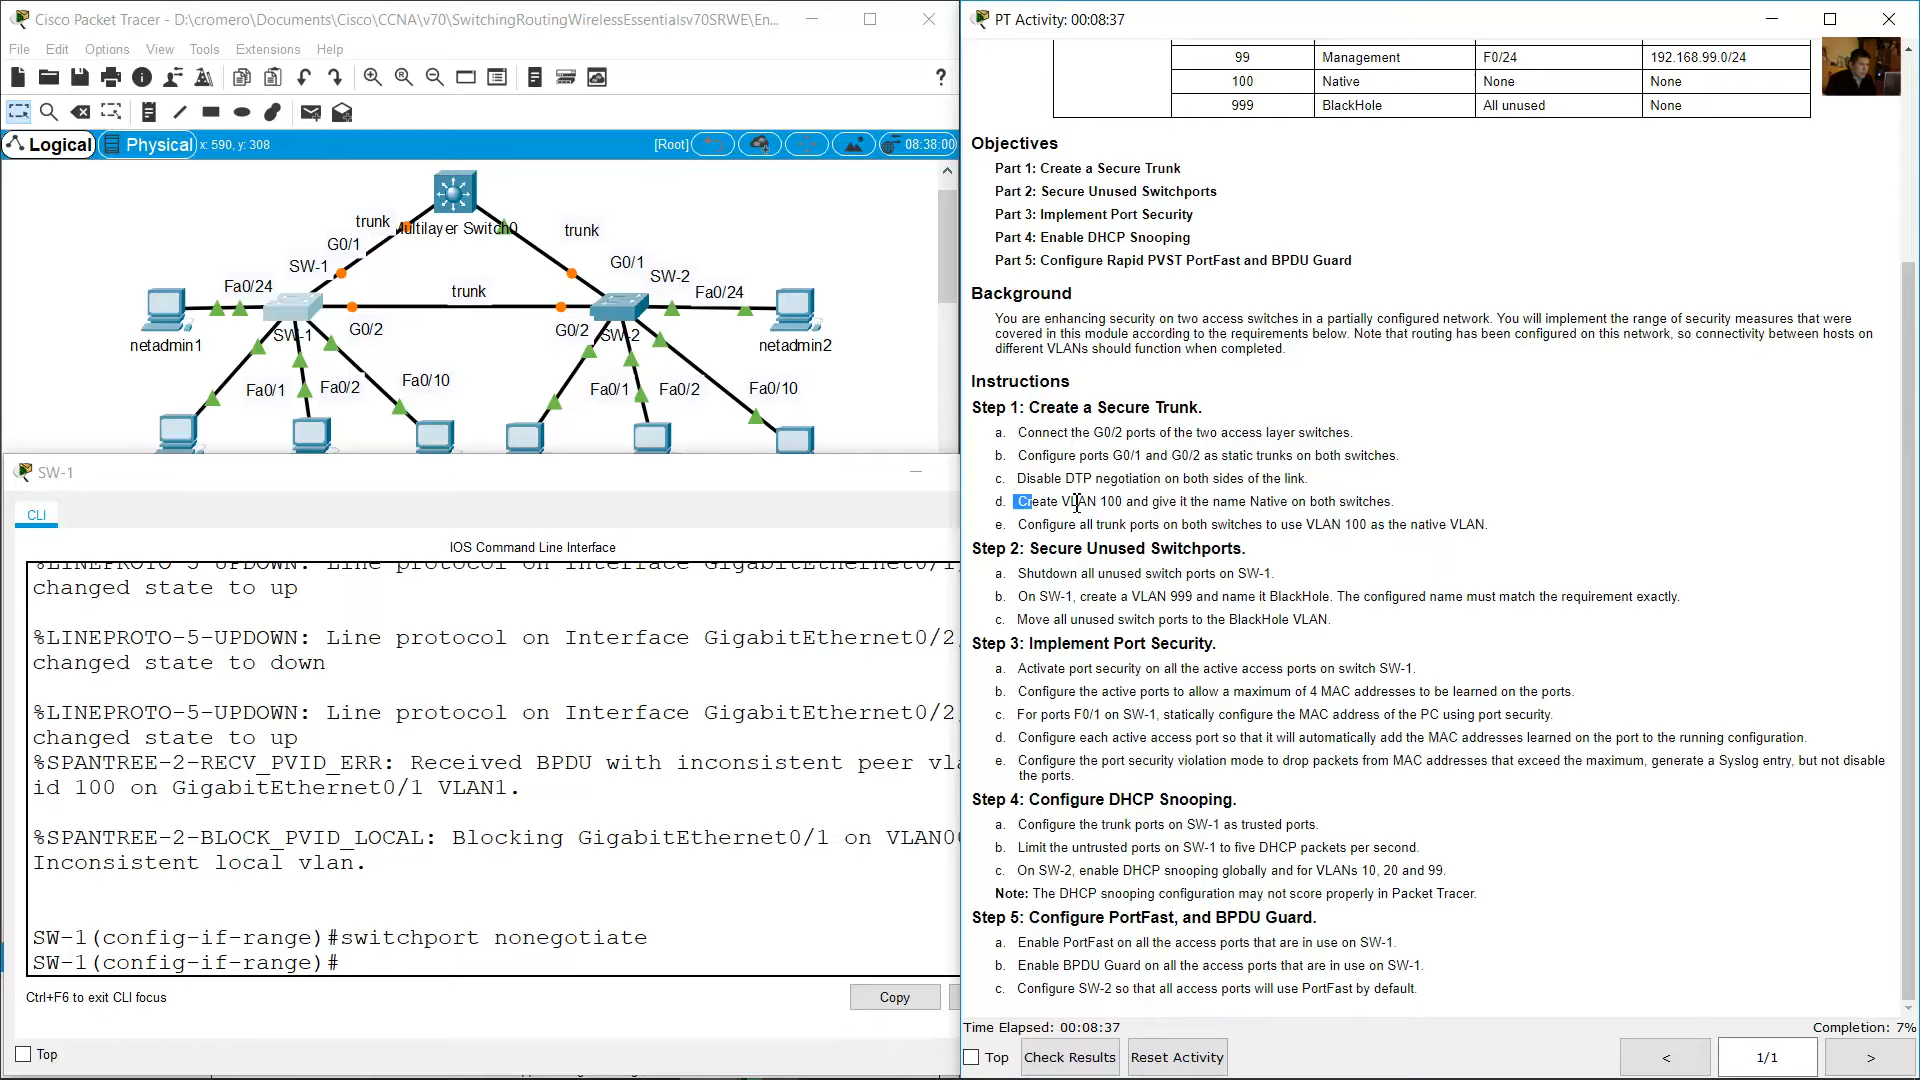 Cisco Packet Tracer - D:\cromero\Documents\Cisco\CCNA\v70\SwitchingRoutingWirelessEssentialsv70SRWE\En...
File Edit Options View Tools Extensions Help
Logical Physical x: 590, y: 308 [Root] 08:38:00
trunk
Multilayer Switch0
trunk
G0/1
SW-1
G0/1
SW-2
Fa0/24
trunk
Fa0/24
SW-1
G0/2
G0/2
SW-2
netadmin1
netadmin2
Fa0/1
Fa0/2
Fa0/10
Fa0/1
Fa0/2
Fa0/10
SW-1
CLI
IOS Command Line Interface
%LINEPROTO-5-UPDOWN: Line protocol on Interface GigabitEthernet0/1,
changed state to up
%LINEPROTO-5-UPDOWN: Line protocol on Interface GigabitEthernet0/2,
changed state to down
%LINEPROTO-5-UPDOWN: Line protocol on Interface GigabitEthernet0/2,
changed state to up
%SPANTREE-2-RECV_PVID_ERR: Received BPDU with inconsistent peer vla
id 100 on GigabitEthernet0/1 VLAN1.
%SPANTREE-2-BLOCK_PVID_LOCAL: Blocking GigabitEthernet0/1 on VLAN00
Inconsistent local vlan.
SW-1(config-if-range)#switchport nonegotiate
SW-1(config-if-range)#
Ctrl+F6 to exit CLI focus
Copy
Top
PT Activity: 00:08:37
99 Management F0/24 192.168.99.0/24
100 Native None None
999 BlackHole All unused None
Objectives
Part 1: Create a Secure Trunk
Part 2: Secure Unused Switchports
Part 3: Implement Port Security
Part 4: Enable DHCP Snooping
Part 5: Configure Rapid PVST PortFast and BPDU Guard
Background
You are enhancing security on two access switches in a partially configured network. You will implement the range of security measures that were
covered in this module according to the requirements below. Note that routing has been configured on this network, so connectivity between hosts on
different VLANs should function when completed.
Instructions
Step 1: Create a Secure Trunk.
a. Connect the G0/2 ports of the two access layer switches.
b. Configure ports G0/1 and G0/2 as static trunks on both switches.
c. Disable DTP negotiation on both sides of the link.
d. Create VLAN 100 and give it the name Native on both switches.
e. Configure all trunk ports on both switches to use VLAN 100 as the native VLAN.
Step 2: Secure Unused Switchports.
a. Shutdown all unused switch ports on SW-1.
b. On SW-1, create a VLAN 999 and name it BlackHole. The configured name must match the requirement exactly.
c. Move all unused switch ports to the BlackHole VLAN.
Step 3: Implement Port Security.
a. Activate port security on all the active access ports on switch SW-1.
b. Configure the active ports to allow a maximum of 4 MAC addresses to be learned on the ports.
c. For ports F0/1 on SW-1, statically configure the MAC address of the PC using port security.
d. Configure each active access port so that it will automatically add the MAC addresses learned on the port to the running configuration.
e. Configure the port security violation mode to drop packets from MAC addresses that exceed the maximum, generate a Syslog entry, but not disable
the ports.
Step 4: Configure DHCP Snooping.
a. Configure the trunk ports on SW-1 as trusted ports.
b. Limit the untrusted ports on SW-1 to five DHCP packets per second.
c. On SW-2, enable DHCP snooping globally and for VLANs 10, 20 and 99.
Note: The DHCP snooping configuration may not score properly in Packet Tracer.
Step 5: Configure PortFast, and BPDU Guard.
a. Enable PortFast on all the access ports that are in use on SW-1.
b. Enable BPDU Guard on all the access ports that are in use on SW-1.
c. Configure SW-2 so that all access ports will use PortFast by default.
Time Elapsed: 00:08:37 Completion: 7%
Top Check Results Reset Activity < 1/1 >